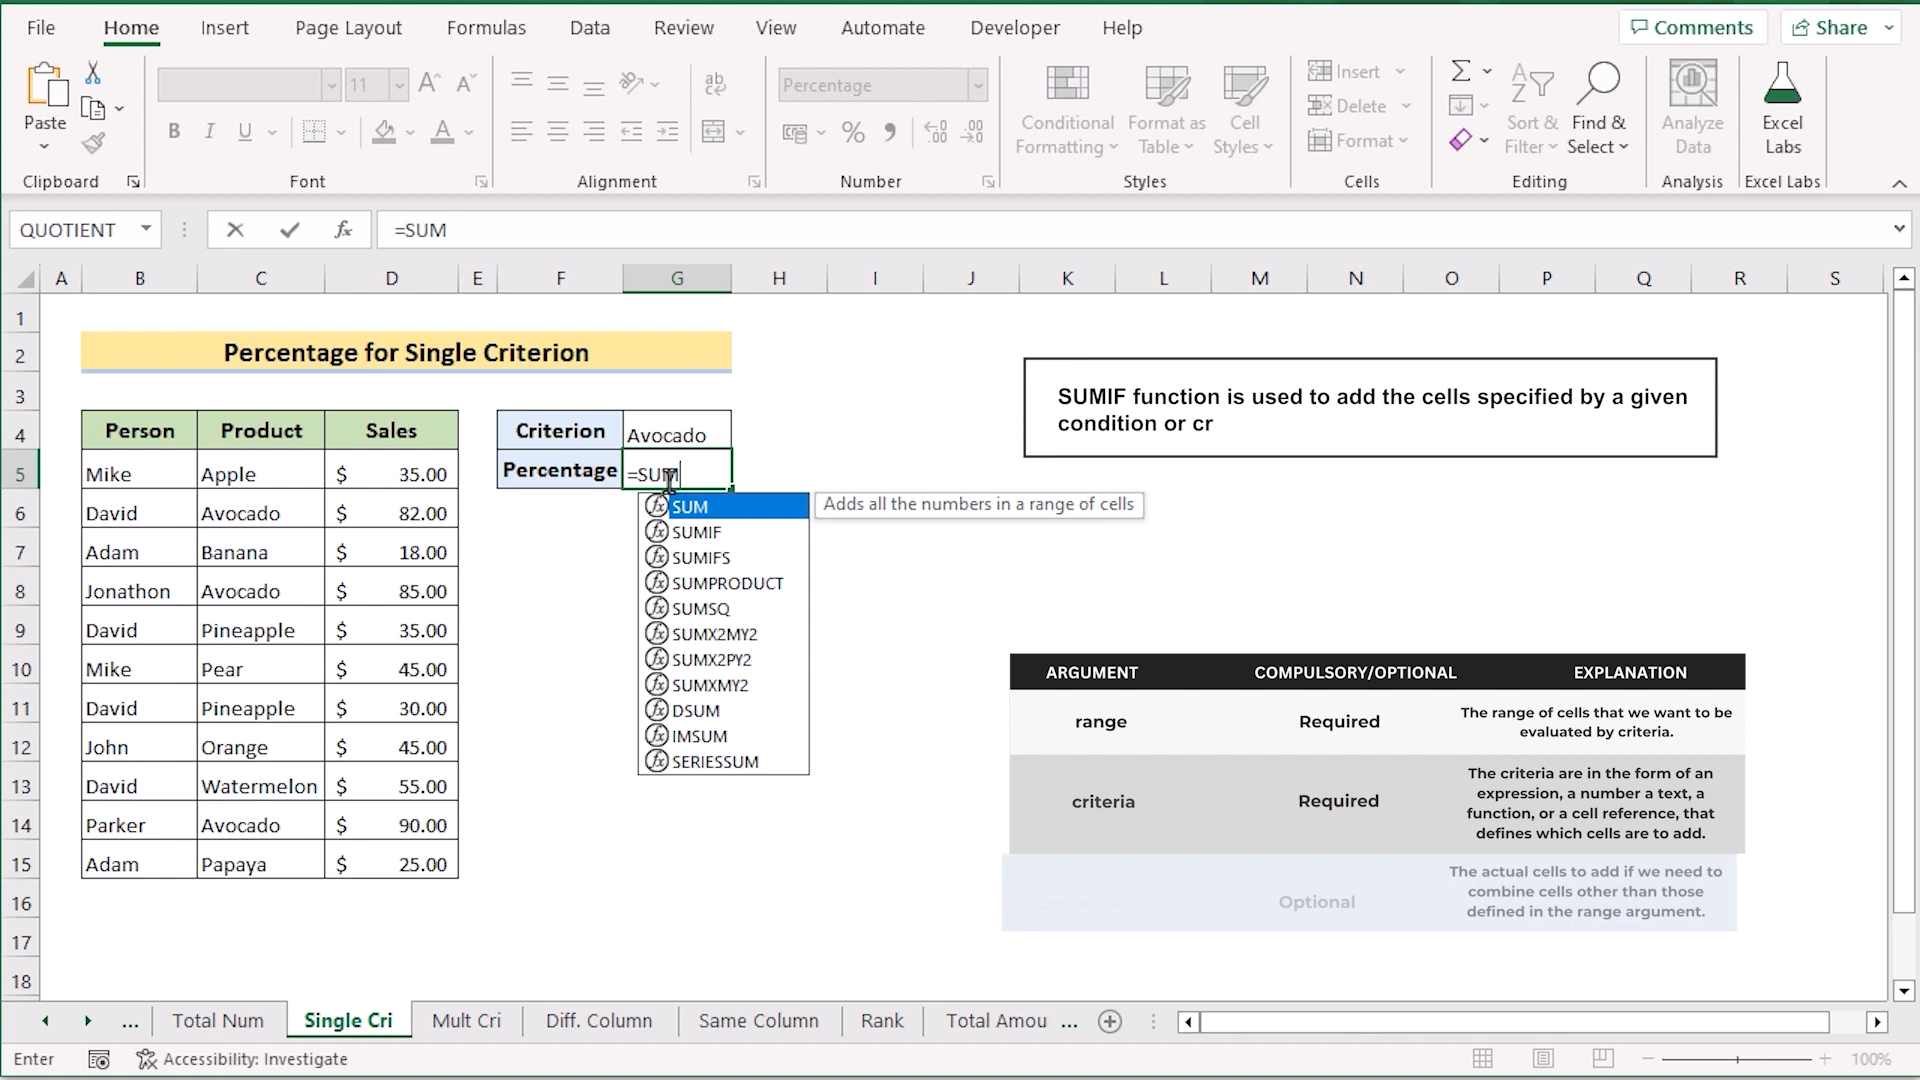 File Home Insert Page Layout Formulas Data Review View Automate Developer Help Comments Share
Paste
Clipboard
11
Font
Alignment
Percentage
Number
Conditional Formatting
Format as Table
Cell Styles
Styles
Insert
Delete
Format
Cells
Sort & Filter
Find & Select
Editing
Analyze Data
Analysis
Excel Labs
Excel Labs
QUOTIENT =SUM
A B C D E F G H I J K L M N O P Q R S
1
2 Percentage for Single Criterion
3
4 Person Product Sales Criterion Avocado
5 Mike Apple $ 35.00 Percentage =SUM
6 David Avocado $ 82.00
7 Adam Banana $ 18.00
8 Jonathon Avocado $ 85.00
9 David Pineapple $ 35.00
10 Mike Pear $ 45.00
11 David Pineapple $ 30.00
12 John Orange $ 45.00
13 David Watermelon $ 55.00
14 Parker Avocado $ 90.00
15 Adam Papaya $ 25.00
16
17
18
SUM Adds all the numbers in a range of cells
SUMIF
SUMIFS
SUMPRODUCT
SUMSQ
SUMX2MY2
SUMX2PY2
SUMXMY2
DSUM
IMSUM
SERIESSUM
SUMIF function is used to add the cells specified by a given
condition or cr
ARGUMENT COMPULSORY/OPTIONAL EXPLANATION
range Required The range of cells that we want to be
evaluated by criteria.
criteria Required The criteria are in the form of an
expression, a number a text, a
function, or a cell reference, that
defines which cells are to add.
Optional The actual cells to add if we need to
combine cells other than those
defined in the range argument.
... Total Num Single Cri Mult Cri Diff. Column Same Column Rank Total Amou ...
Enter Accessibility: Investigate 100%